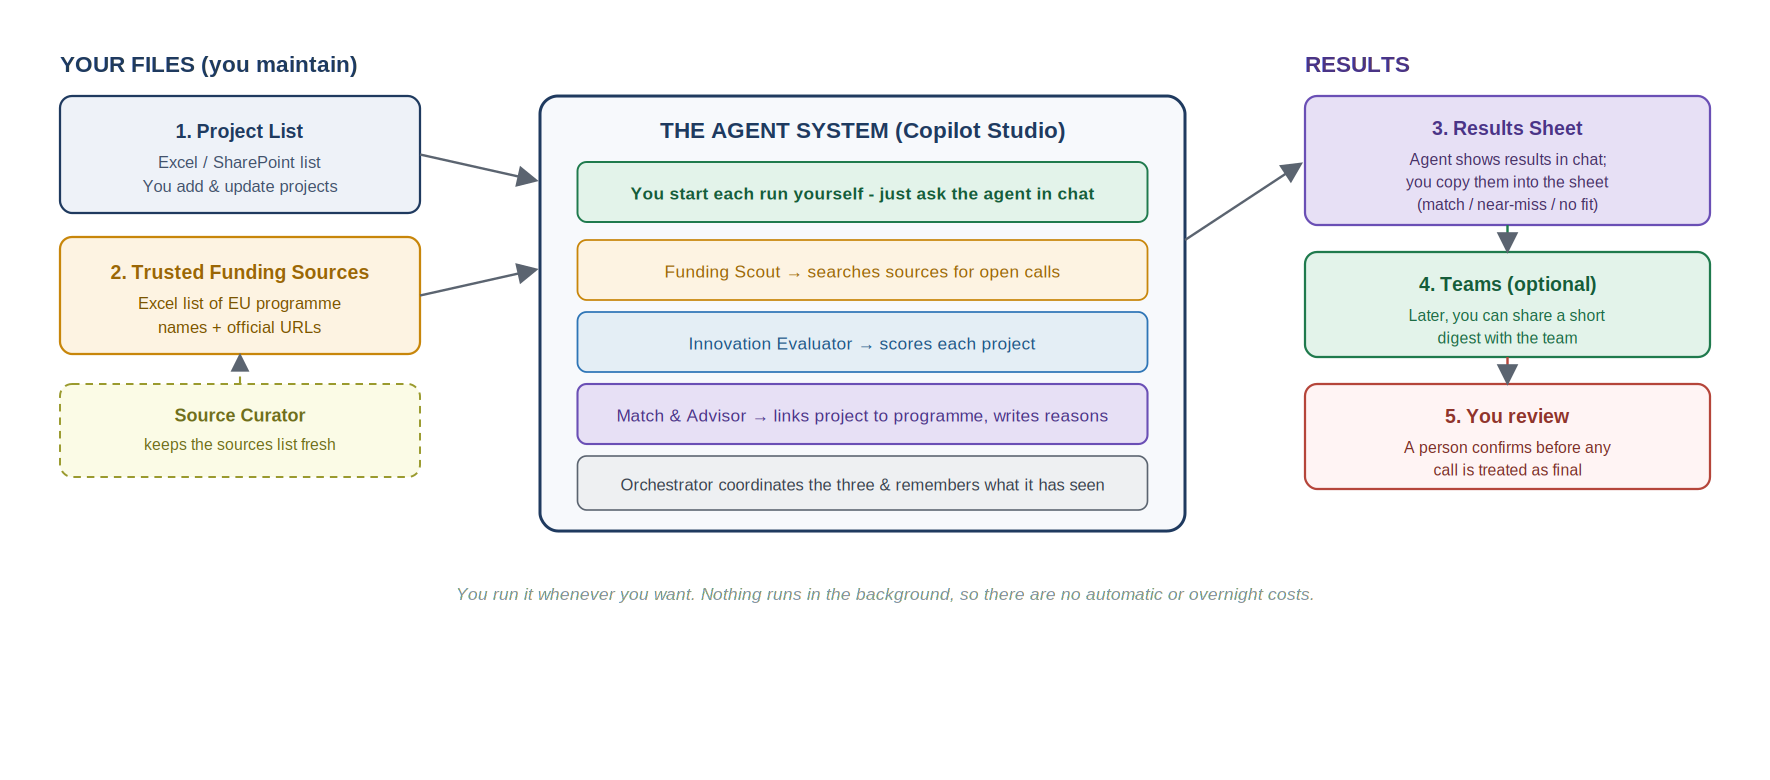 YOUR FILES (you maintain)
1. Project List
Excel / SharePoint list
You add & update projects
2. Trusted Funding Sources
Excel list of EU programme
names + official URLs
Source Curator
keeps the sources list fresh
THE AGENT SYSTEM (Copilot Studio)
You start each run yourself - just ask the agent in chat
Funding Scout → searches sources for open calls
Innovation Evaluator → scores each project
Match & Advisor → links project to programme, writes reasons
Orchestrator coordinates the three & remembers what it has seen
RESULTS
3. Results Sheet
Agent shows results in chat;
you copy them into the sheet
(match / near-miss / no fit)
4. Teams (optional)
Later, you can share a short
digest with the team
5. You review
A person confirms before any
call is treated as final
You run it whenever you want. Nothing runs in the background, so there are no automatic or overnight costs.